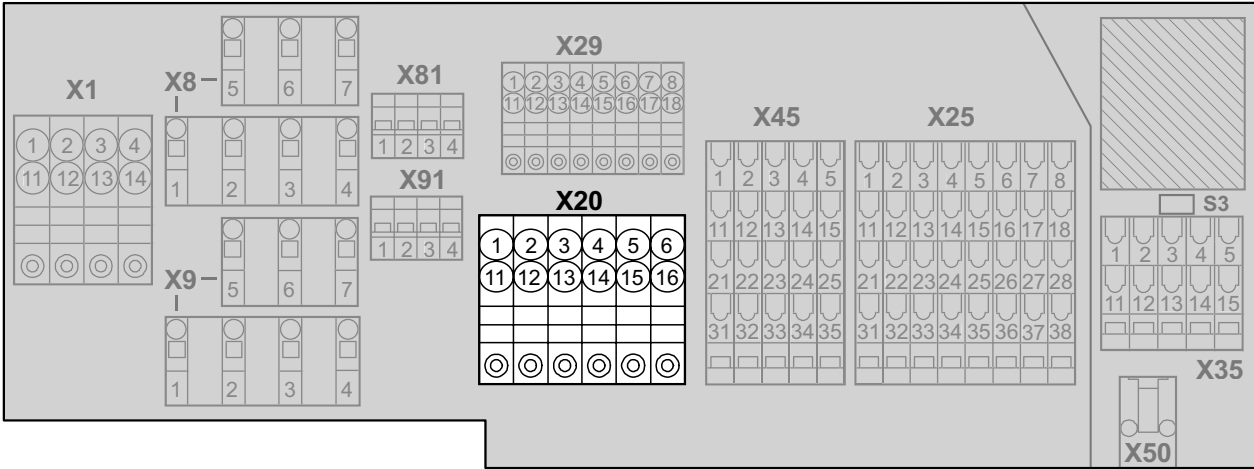 X1
1 2 3 4
11 12 13 14
X8
5 6 7
1 2 3 4
X9
5 6 7
1 2 3 4
X81
1 2 3 4
X91
1 2 3 4
X29
1 2 3 4 5 6 7 8
11 12 13 14 15 16 17 18
X20
1 2 3 4 5 6
11 12 13 14 15 16
X45
1 2 3 4 5
11 12 13 14 15
21 22 23 24 25
31 32 33 34 35
X25
1 2 3 4 5 6 7 8
11 12 13 14 15 16 17 18
21 22 23 24 25 26 27 28
31 32 33 34 35 36 37 38
S3
1 2 3 4 5
11 12 13 14 15
X35
X50